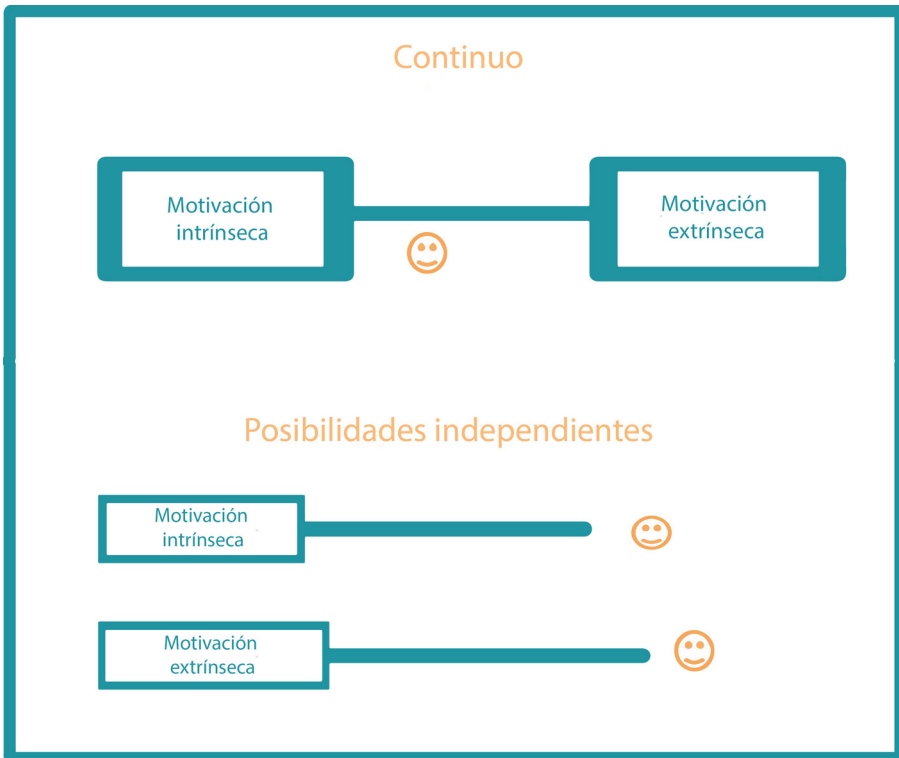 Continuo
Motivación
intrínseca
Motivación
extrínseca
Posibilidades independientes
Motivación
intrínseca
Motivación
extrínseca